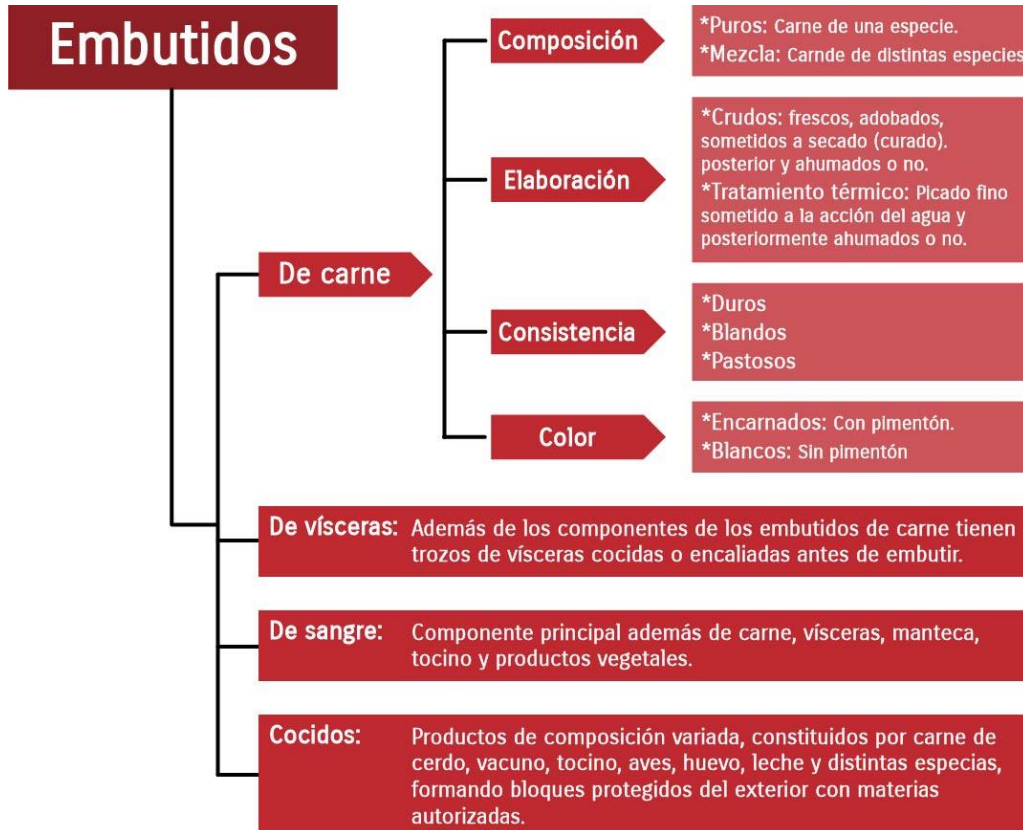 Embutidos
Composición
*Puros: Carne de una especie.
*Mezcla: Carnde de distintas especies
Elaboración
*Crudos: frescos, adobados,
sometidos a secado (curado).
posterior y ahumados o no.
*Tratamiento térmico: Picado fino
sometido a la acción del agua y
posteriormente ahumados o no.
De carne
Consistencia
*Duros
*Blandos
*Pastosos
Color
*Encarnados: Con pimentón.
*Blancos: Sin pimentón
De vísceras: Además de los componentes de los embutidos de carne tienen
trozos de vísceras cocidas o encaliadas antes de embutir.
De sangre: Componente principal además de carne, vísceras, manteca,
tocino y productos vegetales.
Cocidos: Productos de composición variada, constituidos por carne de
cerdo, vacuno, tocino, aves, huevo, leche y distintas especias,
formando bloques protegidos del exterior con materias
autorizadas.